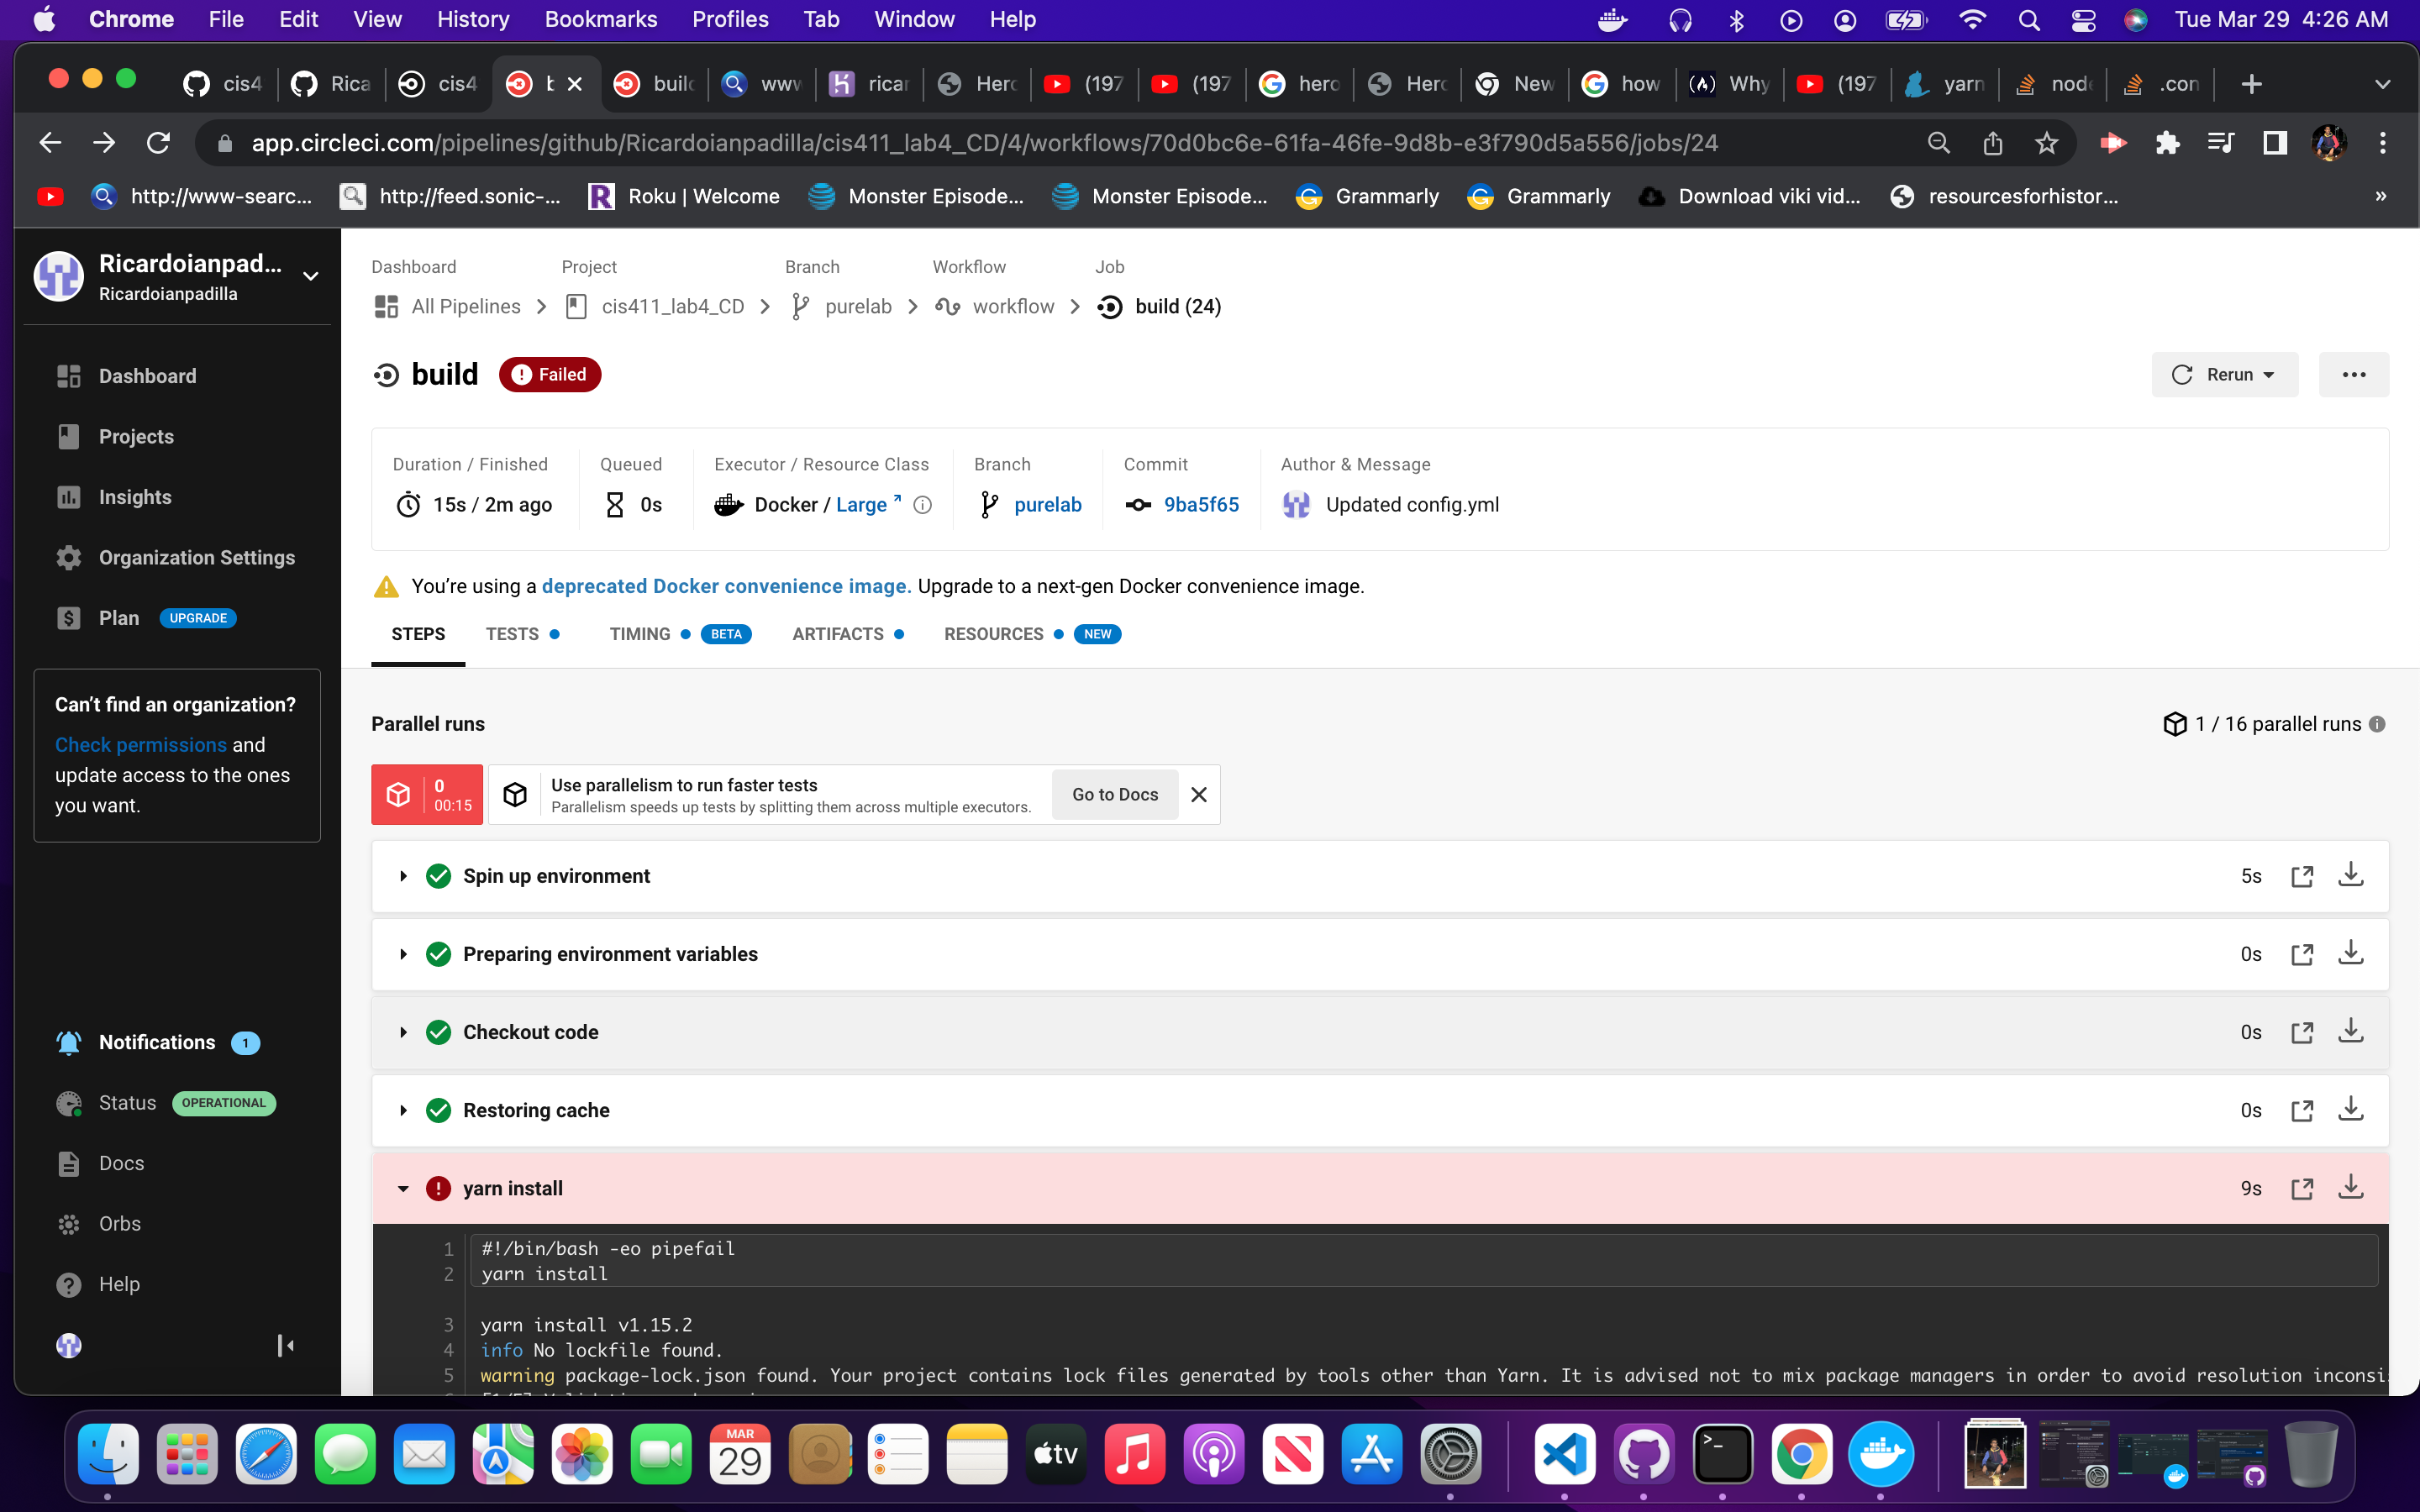 Chrome File Edit View History Bookmarks Profiles Tab Window Help Tue Mar 29 4:26 AM
cis4 Rica cis4 b build www ricar Hero (197 (197 hero Hero New how Why (197 yarn node .con
app.circleci.com/pipelines/github/Ricardoianpadilla/cis411_lab4_CD/4/workflows/70d0bc6e-61fa-46fe-9d8b-e3f790d5a556/jobs/24
http://www-searc... http://feed.sonic-... Roku | Welcome Monster Episode... Monster Episode... Grammarly Grammarly Download viki vid... resourcesforhistor... »
Ricardoianpad...
Ricardoianpadilla
Dashboard
Projects
Insights
Organization Settings
Plan UPGRADE
Can't find an organization?
Check permissions and
update access to the ones
you want.
Notifications 1
Status OPERATIONAL
Docs
Orbs
Help
Dashboard Project Branch Workflow Job
All Pipelines cis411_lab4_CD purelab workflow build (24)
build Failed
Rerun
Duration / Finished Queued Executor / Resource Class Branch Commit Author & Message
15s / 2m ago 0s Docker / Large purelab 9ba5f65 Updated config.yml
You're using a deprecated Docker convenience image. Upgrade to a next-gen Docker convenience image.
STEPS TESTS TIMING BETA ARTIFACTS RESOURCES NEW
Parallel runs
1 / 16 parallel runs
0
00:15
Use parallelism to run faster tests
Parallelism speeds up tests by splitting them across multiple executors.
Go to Docs
Spin up environment 5s
Preparing environment variables 0s
Checkout code 0s
Restoring cache 0s
yarn install 9s
1 #!/bin/bash -eo pipefail
2 yarn install
3 yarn install v1.15.2
4 info No lockfile found.
5 warning package-lock.json found. Your project contains lock files generated by tools other than Yarn. It is advised not to mix package managers in order to avoid resolution inconsi
MAR
29
tv